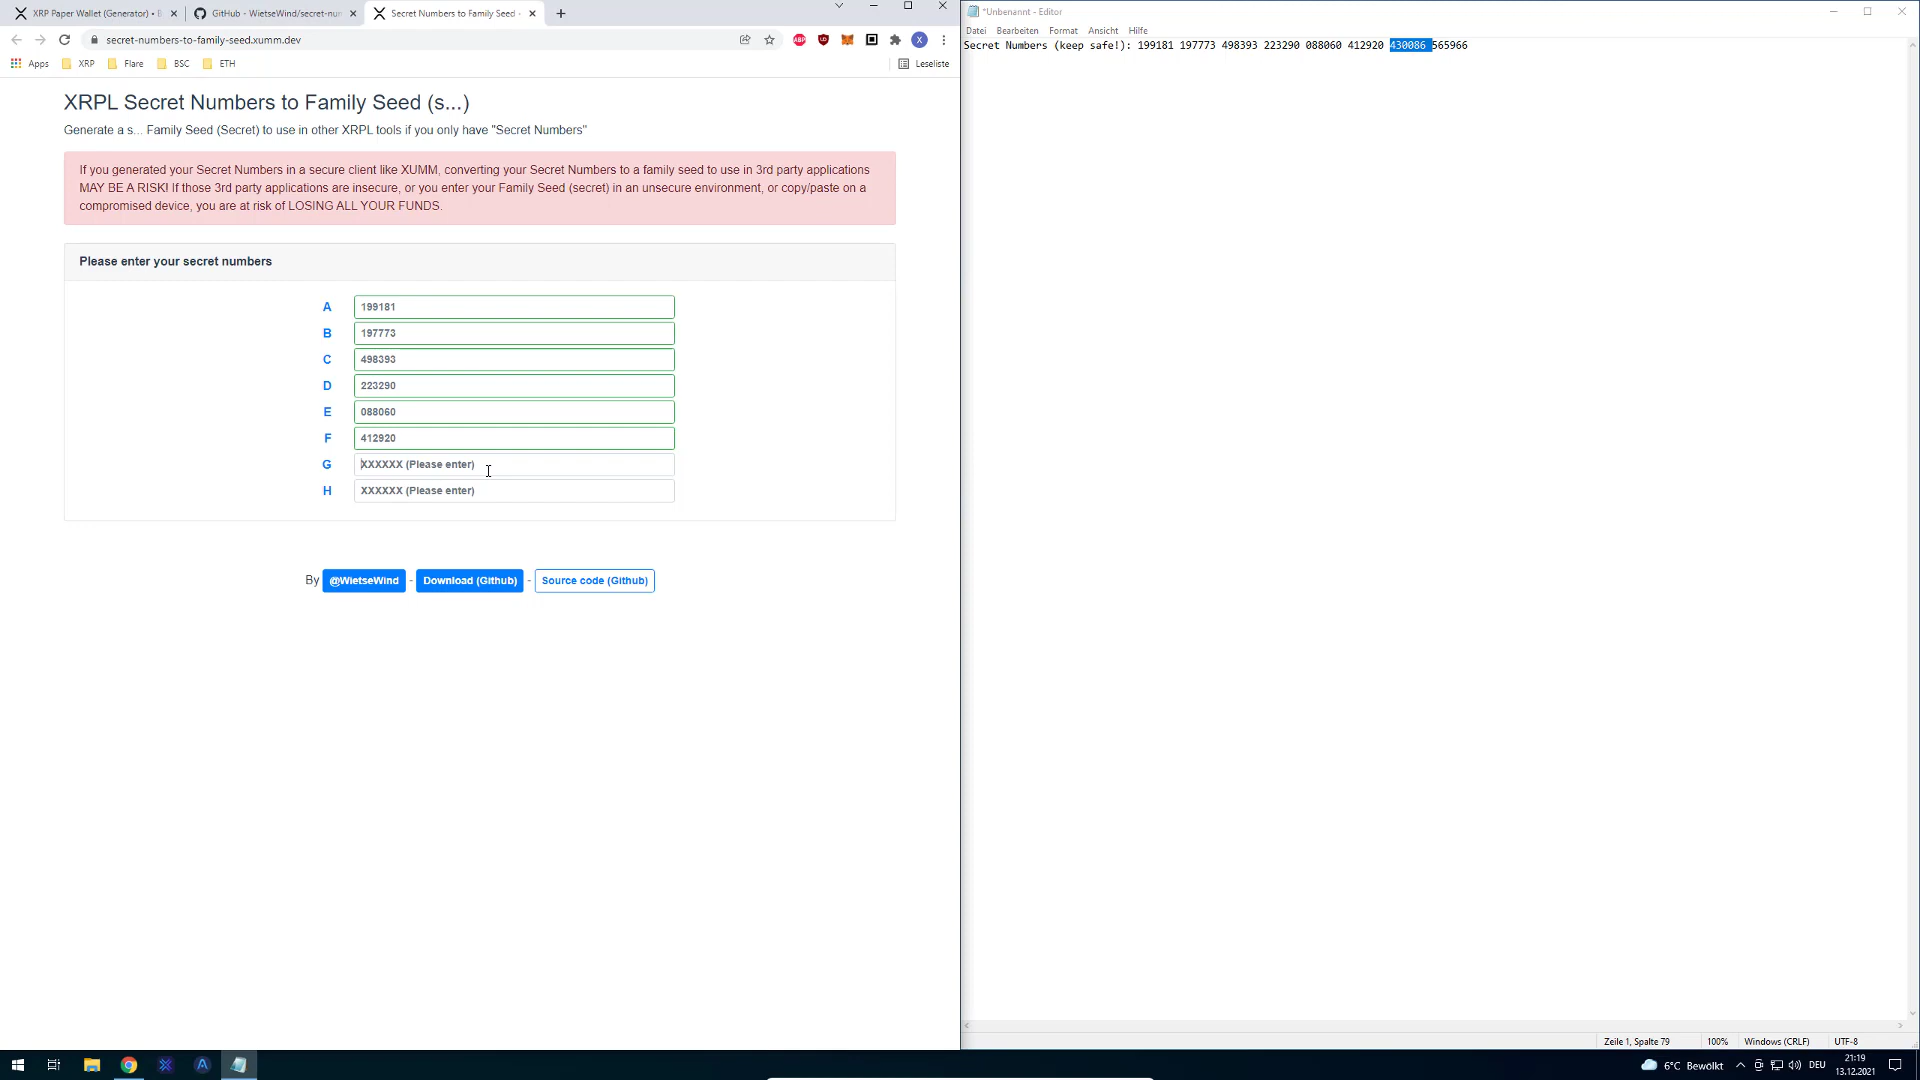 XRP Paper Wallet (Generator) •
GitHub - WietseWind/secret-num
Secret Numbers to Family Seed -
secret-numbers-to-family-seed.xumm.dev
Apps XRP Flare BSC ETH
Leseliste
XRPL Secret Numbers to Family Seed (s...)
Generate a s... Family Seed (Secret) to use in other XRPL tools if you only have "Secret Numbers"
If you generated your Secret Numbers in a secure client like XUMM, converting your Secret Numbers to a family seed to use in 3rd party applications
MAY BE A RISK! If those 3rd party applications are insecure, or you enter your Family Seed (secret) in an unsecure environment, or copy/paste on a
compromised device, you are at risk of LOSING ALL YOUR FUNDS.
Please enter your secret numbers
A 199181
B 197773
C 498393
D 223290
E 088060
F 412920
G XXXXXX (Please enter)
H XXXXXX (Please enter)
By @WietseWind - Download (Github) - Source code (Github)
*Unbenannt - Editor
Datei Bearbeiten Format Ansicht Hilfe
Secret Numbers (keep safe!): 199181 197773 498393 223290 088060 412920 430086 565966
Zeile 1, Spalte 79 100% Windows (CRLF) UTF-8
6°C Bewölkt DEU 21:19
13.12.2021